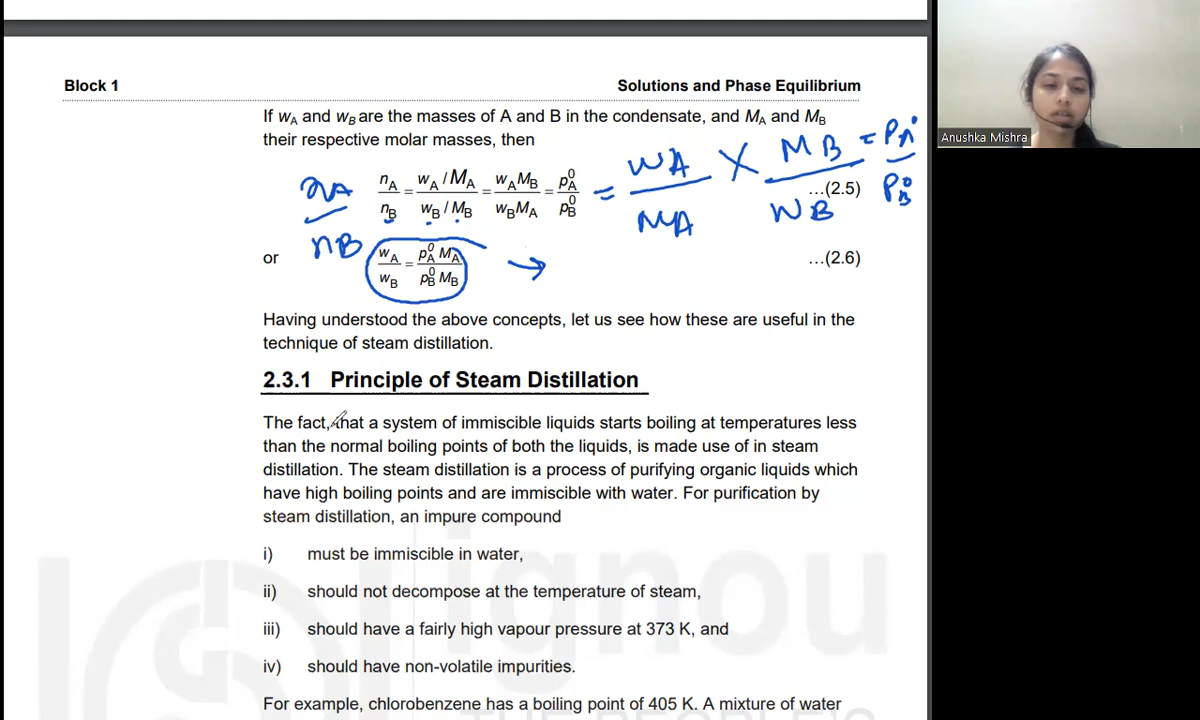 Block 1 Solutions and Phase Equilibrium
If wA and wB are the masses of A and B in the condensate, and MA and MB
their respective molar masses, then
nA/nB = (wA / MA)/(wB / MB) = wAMB/wBMA = p⁰A/p⁰B ...(2.5)
nA/nB = WA/MA X MB/WB = PA°/PB°
or wA/wB = p⁰A MA/p⁰B MB → ...(2.6)
Having understood the above concepts, let us see how these are useful in the
technique of steam distillation.
2.3.1 Principle of Steam Distillation
The fact, that a system of immiscible liquids starts boiling at temperatures less
than the normal boiling points of both the liquids, is made use of in steam
distillation. The steam distillation is a process of purifying organic liquids which
have high boiling points and are immiscible with water. For purification by
steam distillation, an impure compound
i) must be immiscible in water,
ii) should not decompose at the temperature of steam,
iii) should have a fairly high vapour pressure at 373 K, and
iv) should have non-volatile impurities.
For example, chlorobenzene has a boiling point of 405 K. A mixture of water
ignou
THE PEOPLE'S
Anushka Mishra